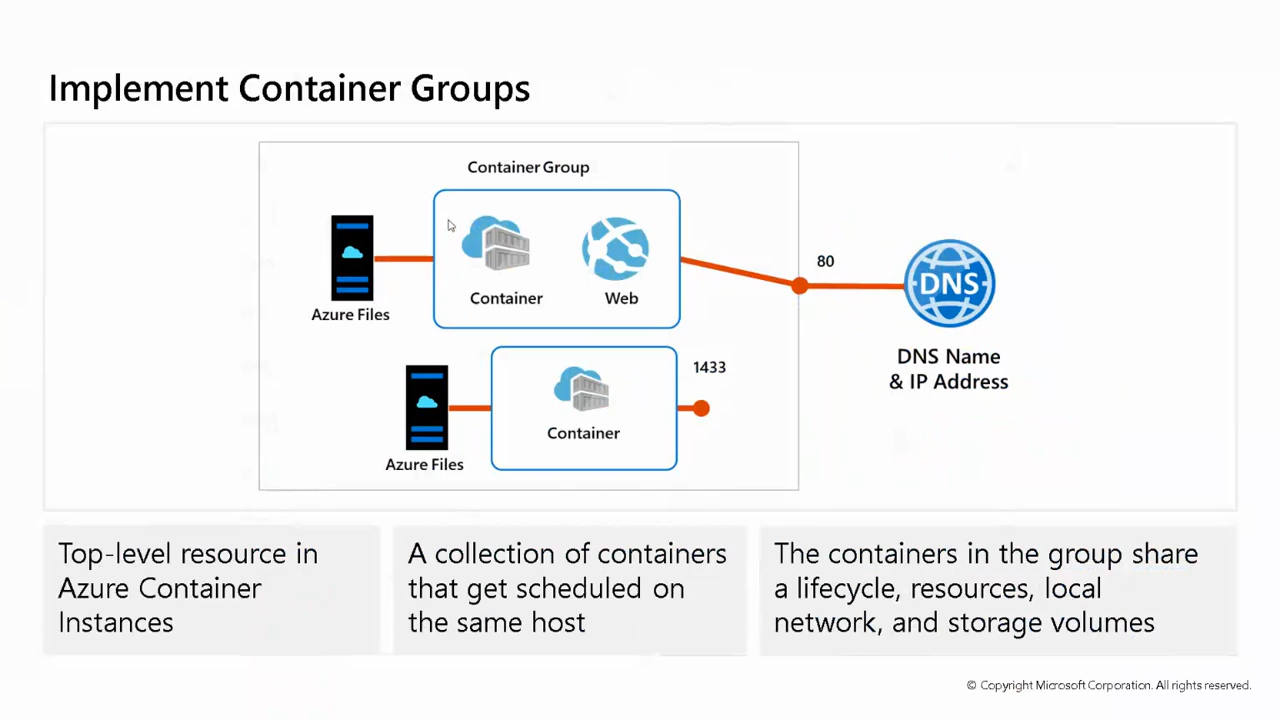 Implement Container Groups
Container Group
Container
Web
Azure Files
80
DNS
DNS Name
& IP Address
1433
Container
Azure Files
Top-level resource in
Azure Container
Instances
A collection of containers
that get scheduled on
the same host
The containers in the group share
a lifecycle, resources, local
network, and storage volumes
© Copyright Microsoft Corporation. All rights reserved.